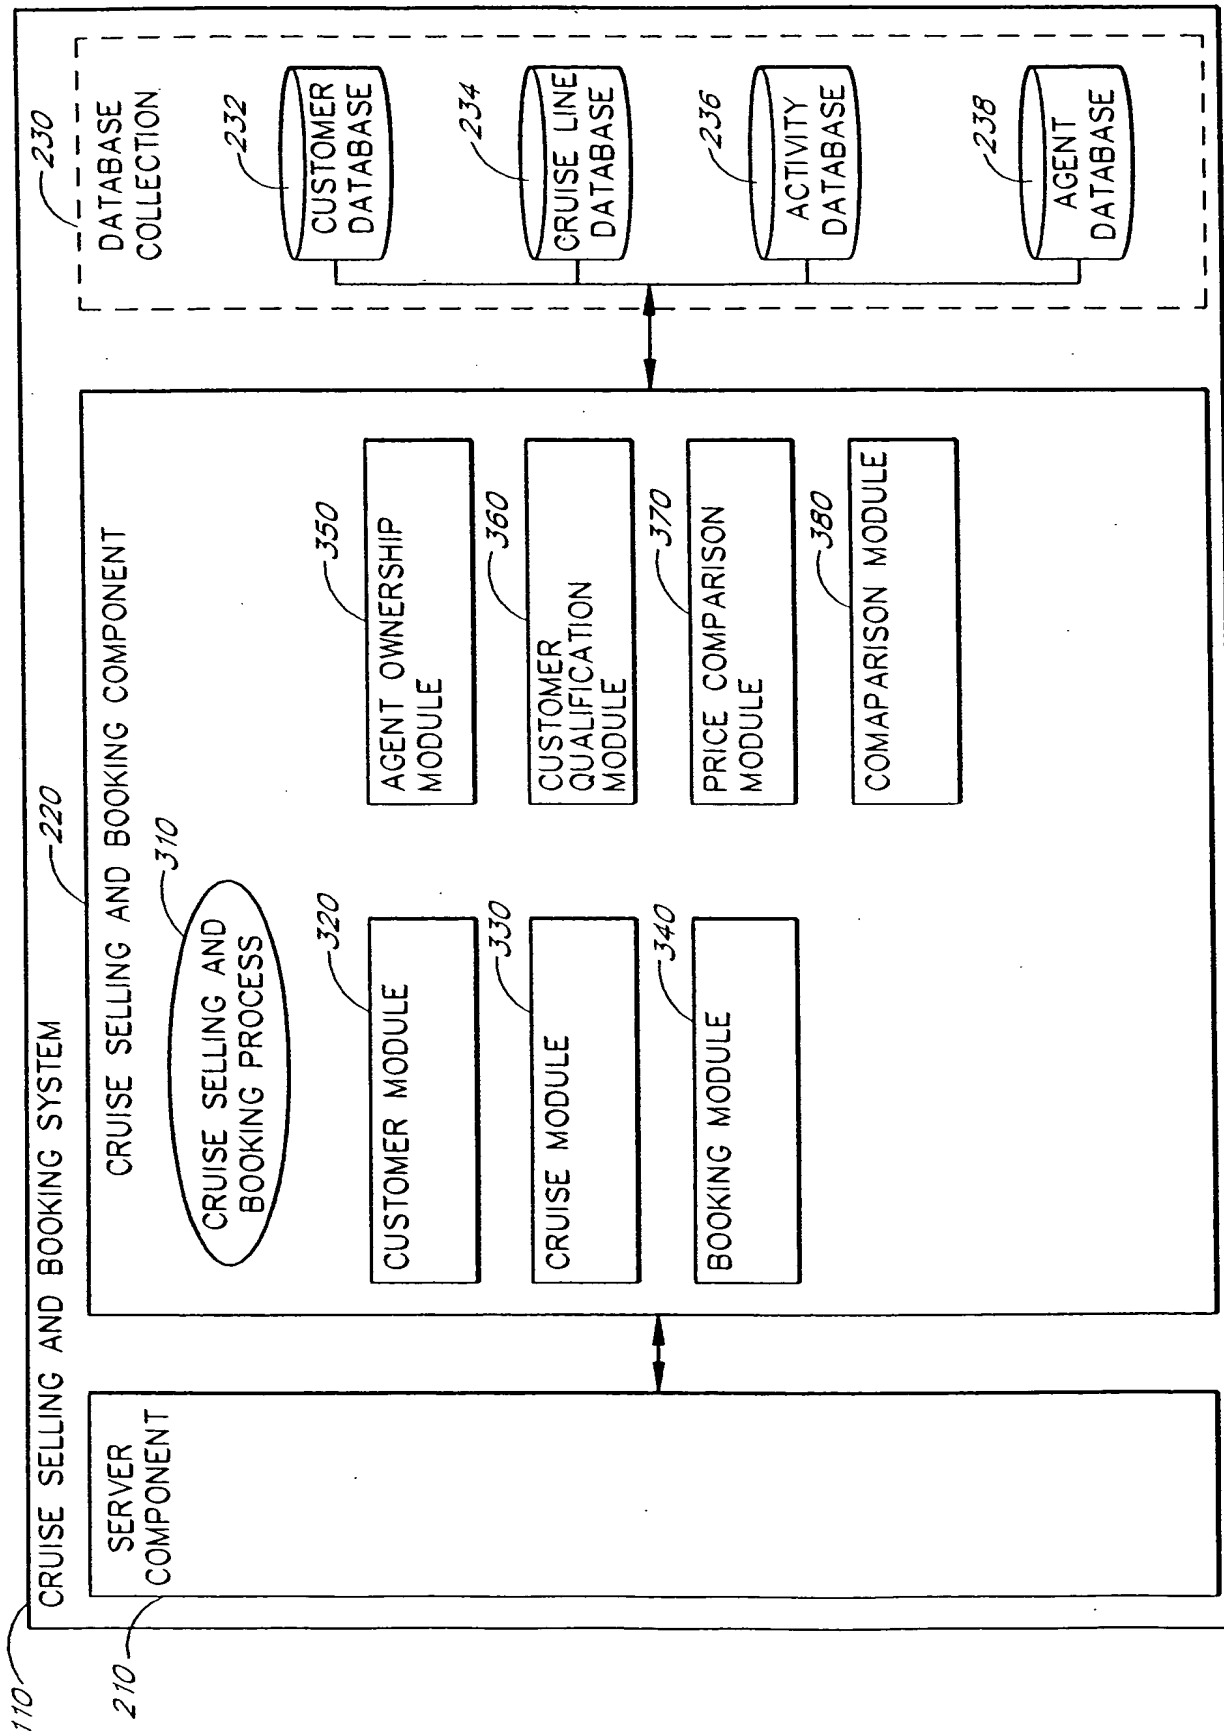 110
CRUISE SELLING AND BOOKING SYSTEM
210
SERVER
COMPONENT
220
CRUISE SELLING AND BOOKING COMPONENT
310
CRUISE SELLING AND
BOOKING PROCESS
320
CUSTOMER MODULE
330
CRUISE MODULE
340
BOOKING MODULE
350
AGENT OWNERSHIP
MODULE
360
CUSTOMER
QUALIFICATION
MODULE
370
PRICE COMPARISON
MODULE
380
COMAPARISON MODULE
230
DATABASE
COLLECTION
232
CUSTOMER
DATABASE
234
CRUISE LINE
DATABASE
236
ACTIVITY
DATABASE
238
AGENT
DATABASE